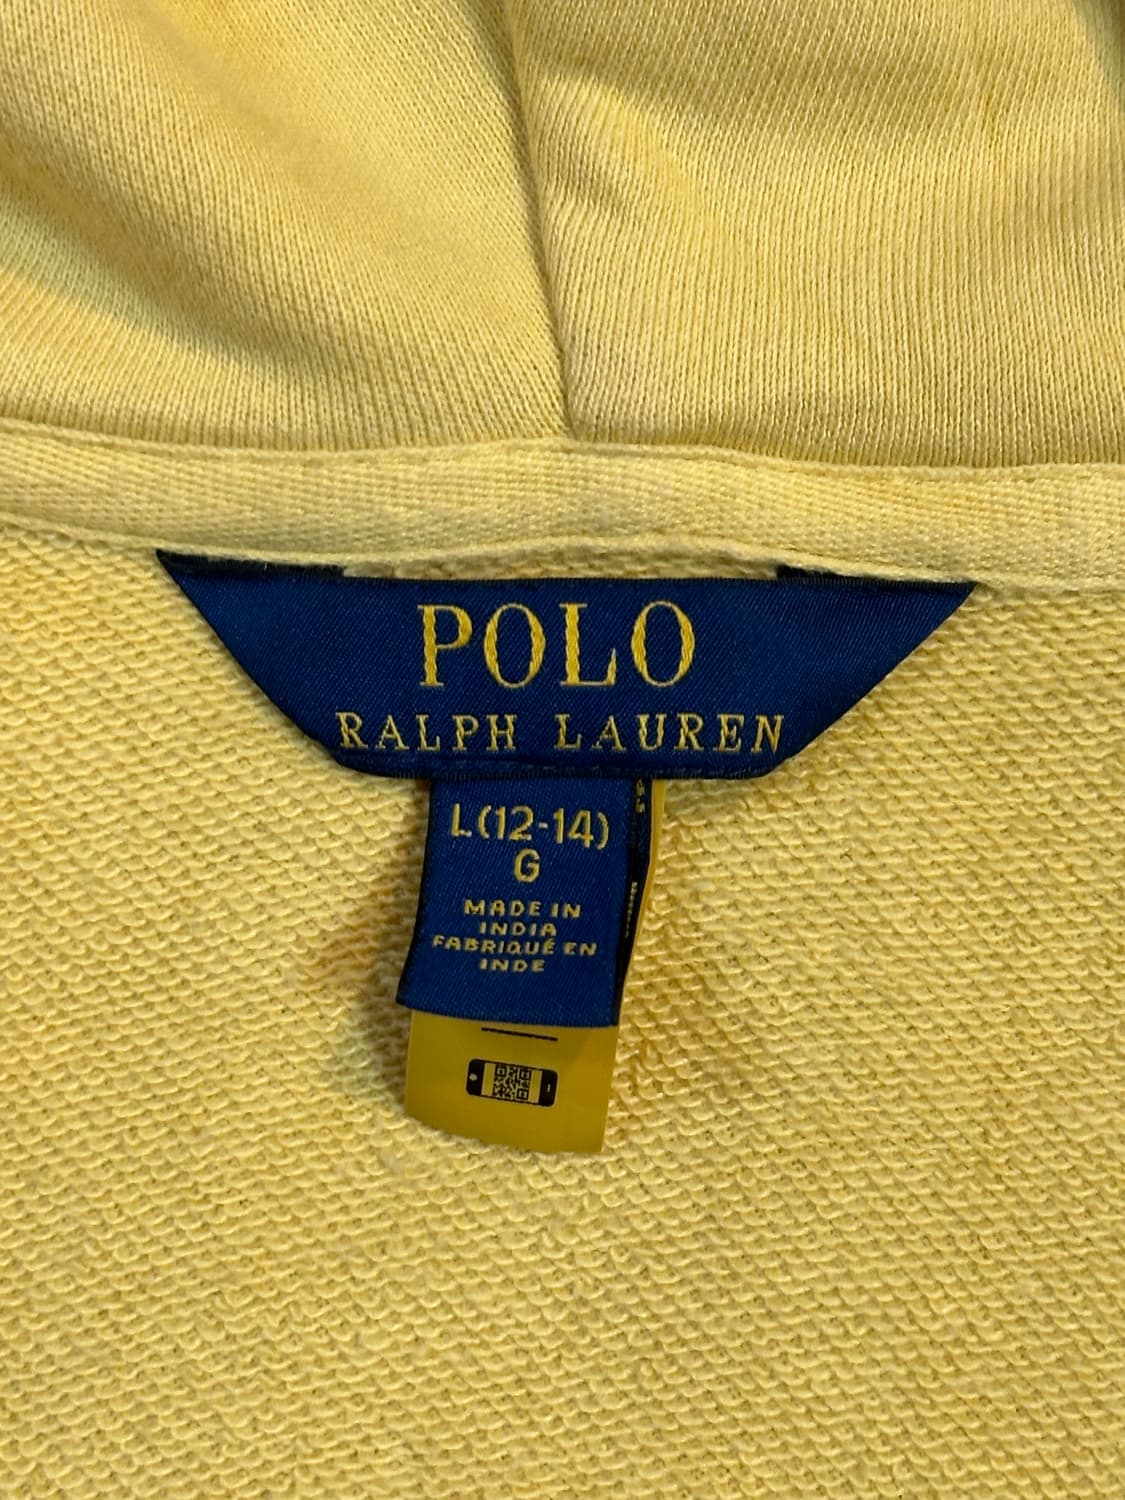 POLO
RALPH LAUREN
L(12-14)
G
MADE IN
INDIA
FABRIQUÉ EN
INDE